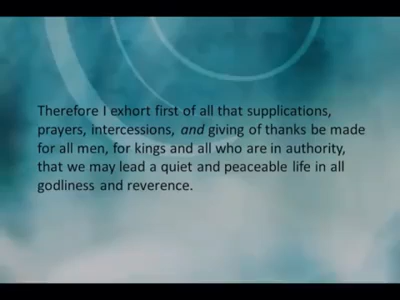 Therefore I exhort first of all that supplications,
prayers, intercessions, and giving of thanks be made
for all men, for kings and all who are in authority,
that we may lead a quiet and peaceable life in all
godliness and reverence.